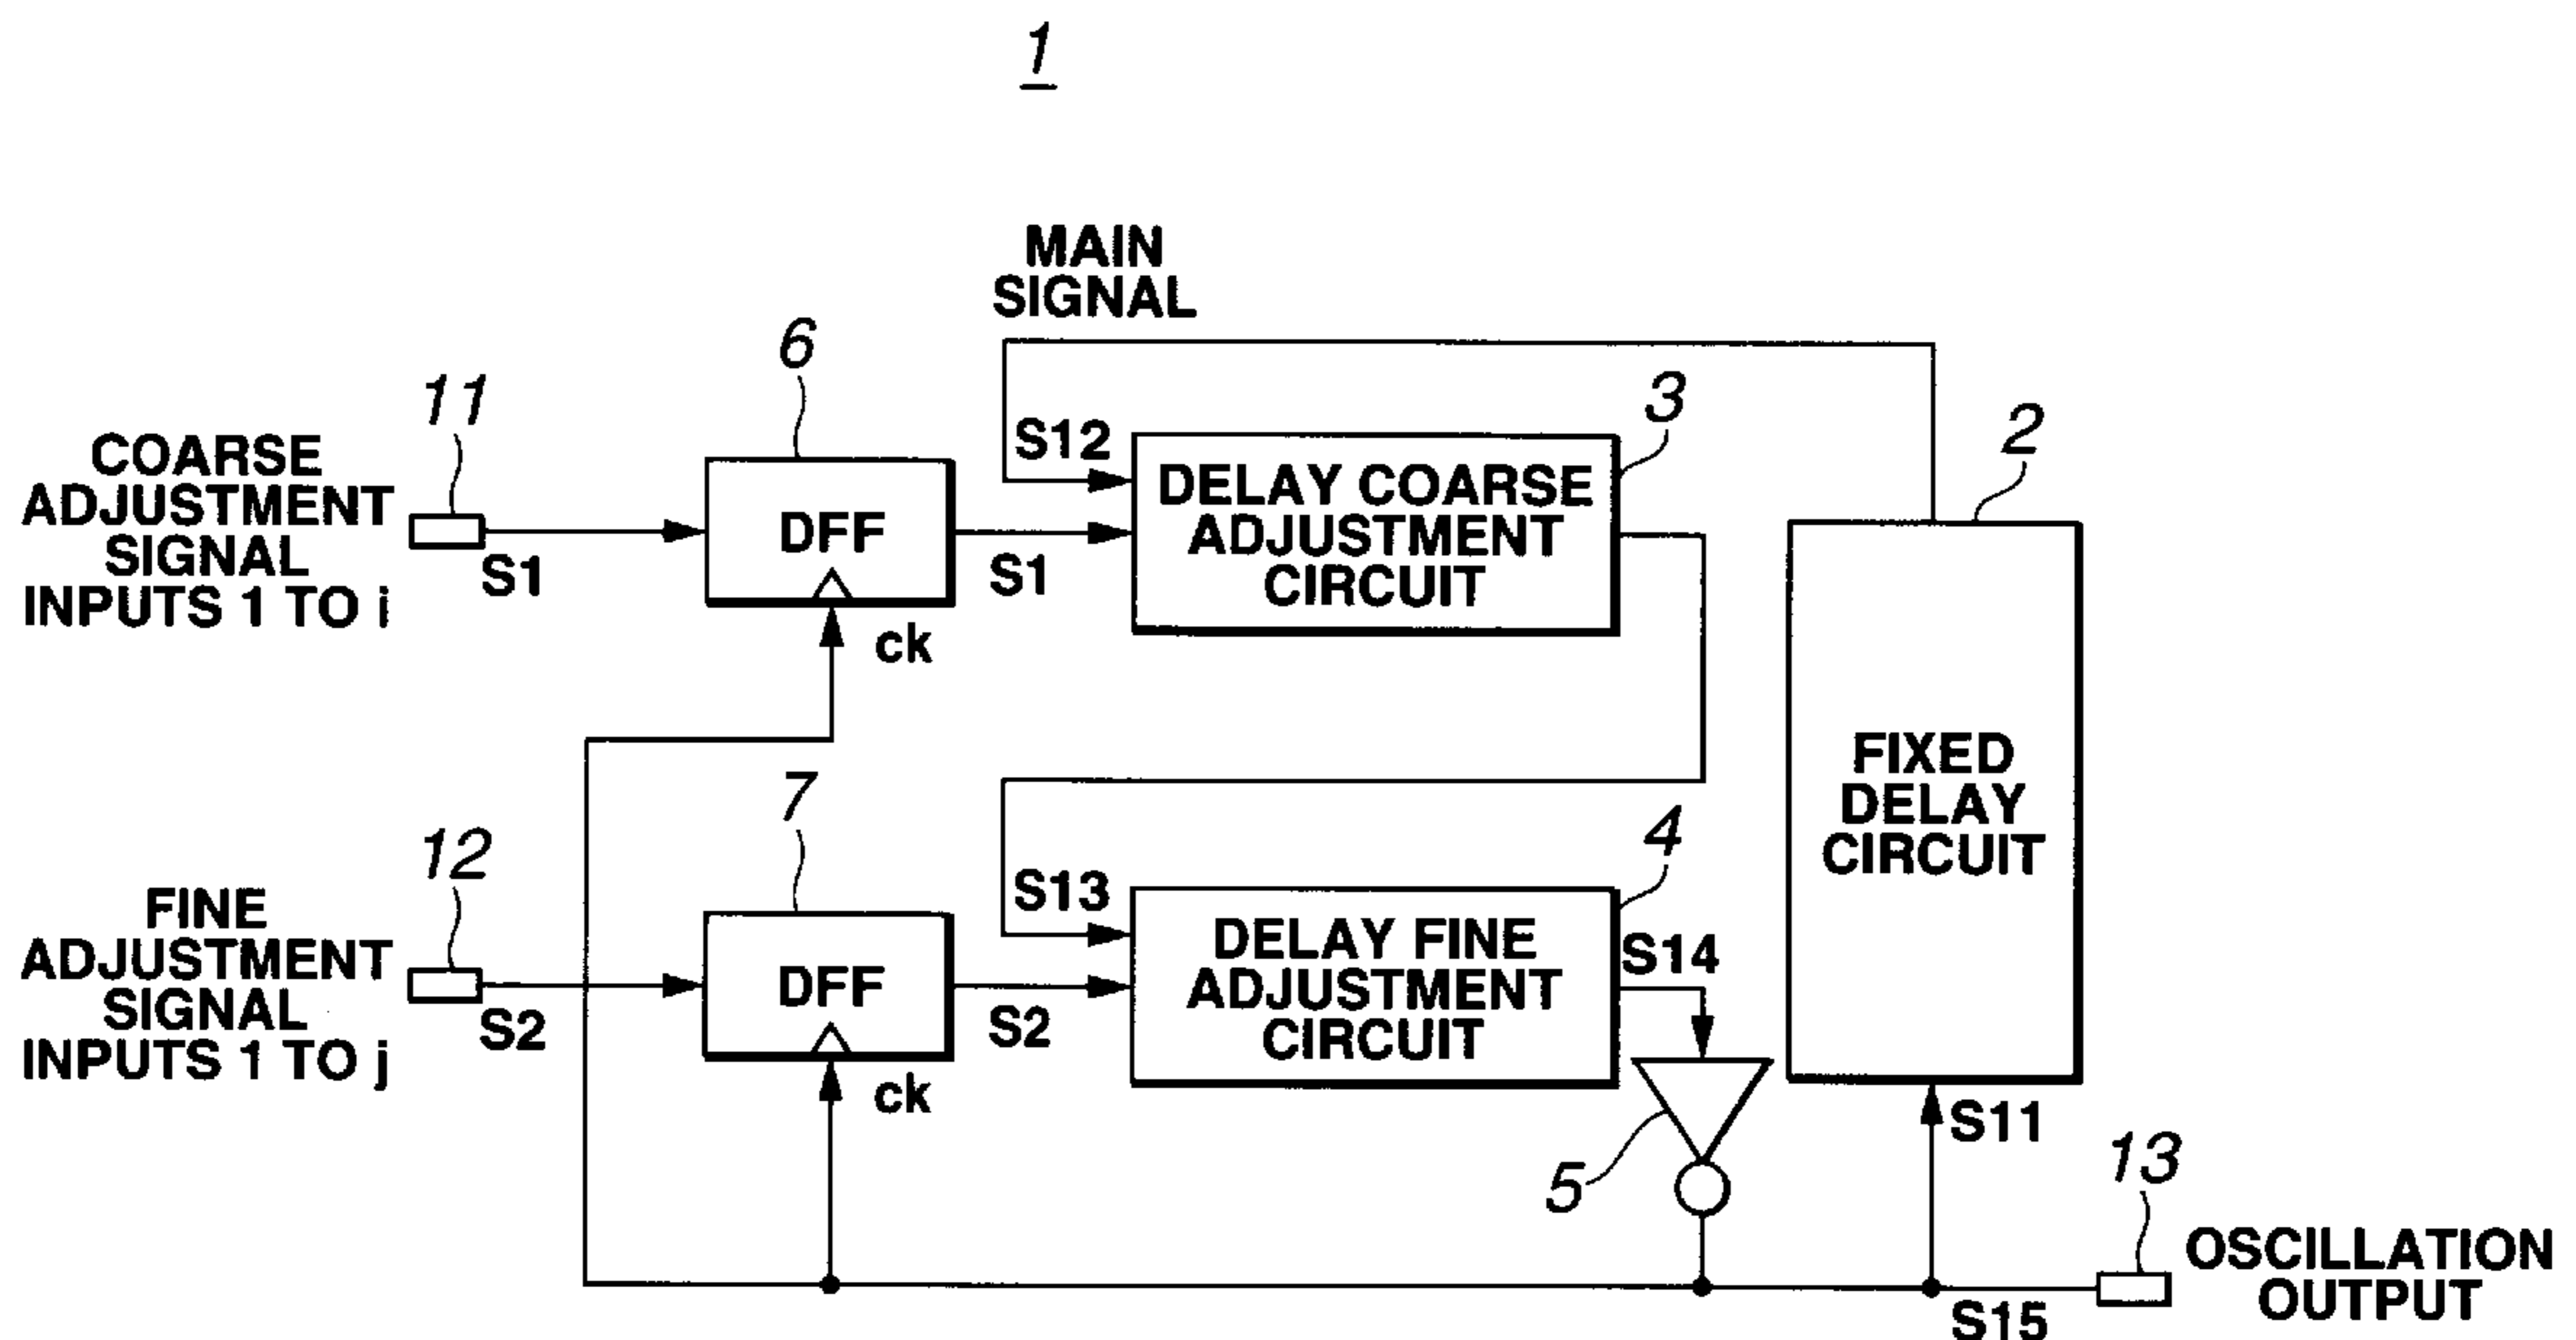 1
MAIN
SIGNAL
6
11
3
2
COARSE
ADJUSTMENT
SIGNAL
INPUTS 1 TO i
S1
DFF
ck
S1
S12
DELAY COARSE
ADJUSTMENT
CIRCUIT
FIXED
DELAY
CIRCUIT
7
12
4
FINE
ADJUSTMENT
SIGNAL
INPUTS 1 TO j
S2
DFF
ck
S2
S13
DELAY FINE
ADJUSTMENT
CIRCUIT
S14
5
S11
13
S15
OSCILLATION
OUTPUT